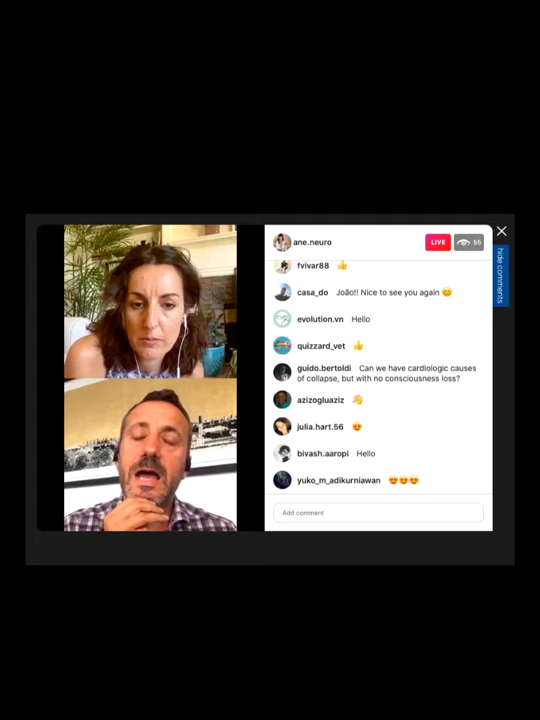 ane.neuro
LIVE
55
hide comments
fvivar88 👍
casa_do João!! Nice to see you again 😊
evolution.vn Hello
quizzard_vet 👍
guido.bertoldi Can we have cardiologic causes
of collapse, but with no consciousness loss?
azizogluaziz 👋
julia.hart.56 😍
bivash.aaropi Hello
yuko_m_adikurniawan 😍😍😍
Add comment